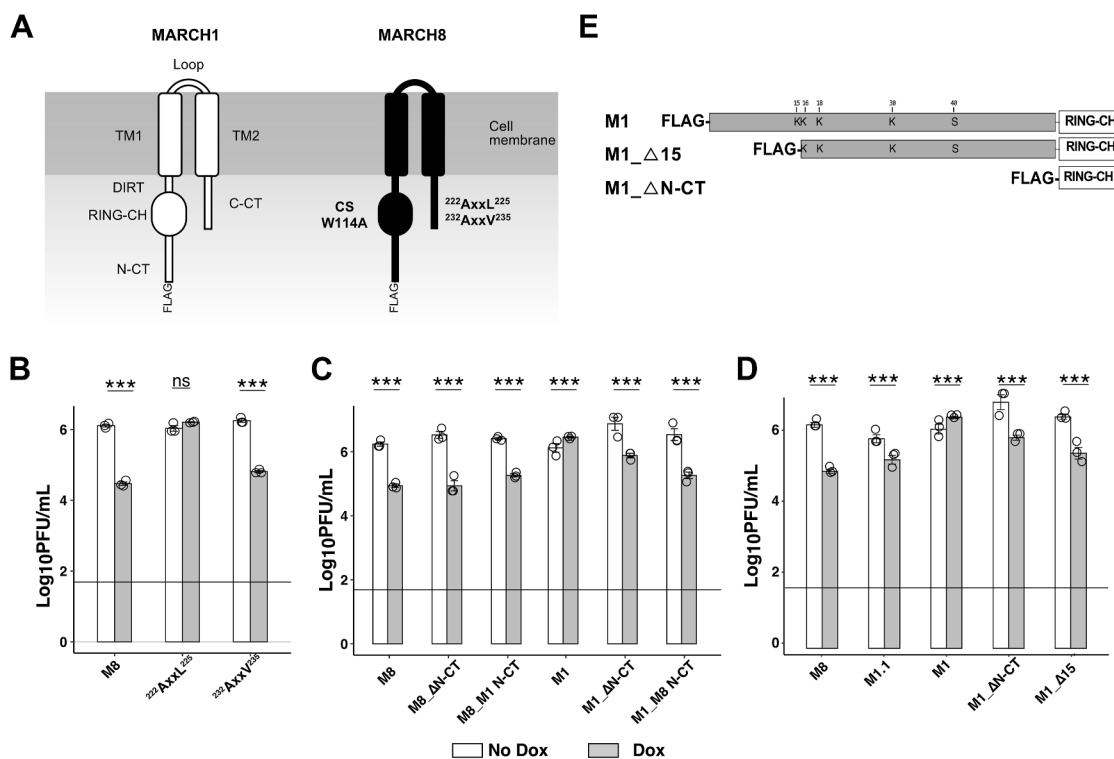 A
MARCH1
MARCH8
Loop
TM1
TM2
Cell
membrane
DIRT
RING-CH
C-CT
N-CT
FLAG
CS
W114A
²²²AxxL²²⁵
²³²AxxV²³⁵
FLAG
E
15 16 18 30 40
M1 FLAG- KK K K S RING-CH
M1_△15 FLAG- K K K S RING-CH
M1_△N-CT FLAG- RING-CH
B
*** ns ***
Log10PFU/mL
6
4
2
0
M8
²²²AxxL²²⁵
²³²AxxV²³⁵
C
*** *** *** *** *** ***
Log10PFU/mL
6
4
2
0
M8
M8_ΔN-CT
M8_M1 N-CT
M1
M1_ΔN-CT
M1_M8 N-CT
D
*** *** *** *** ***
Log10PFU/mL
6
4
2
0
M8
M1.1
M1
M1_ΔN-CT
M1_Δ15
No Dox
Dox